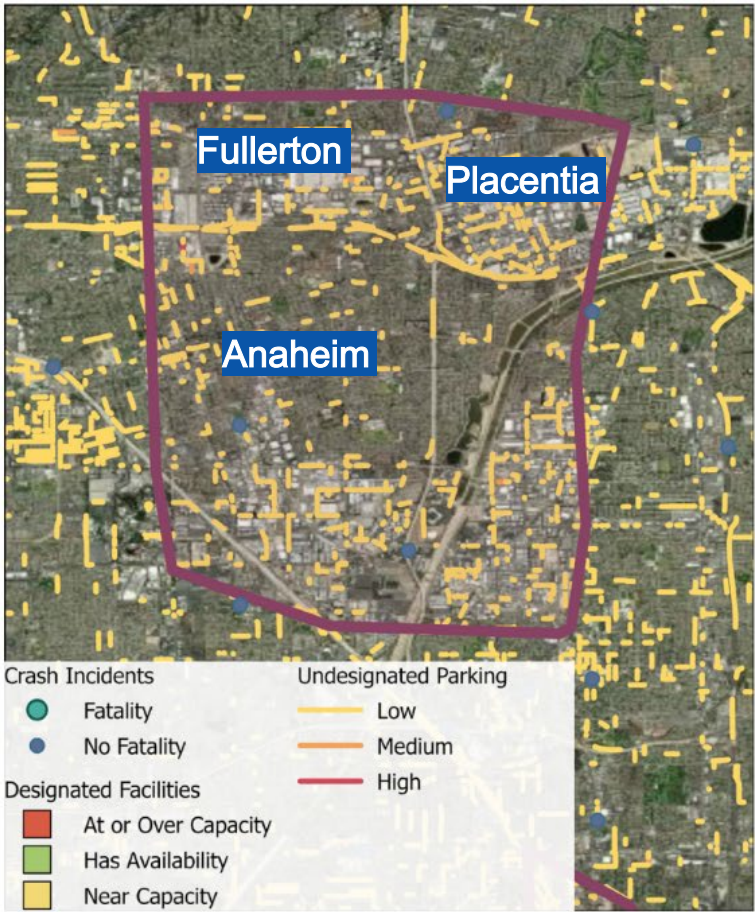 Fullerton
Placentia
Anaheim
Crash Incidents
Fatality
No Fatality
Designated Facilities
At or Over Capacity
Has Availability
Near Capacity
Undesignated Parking
Low
Medium
High